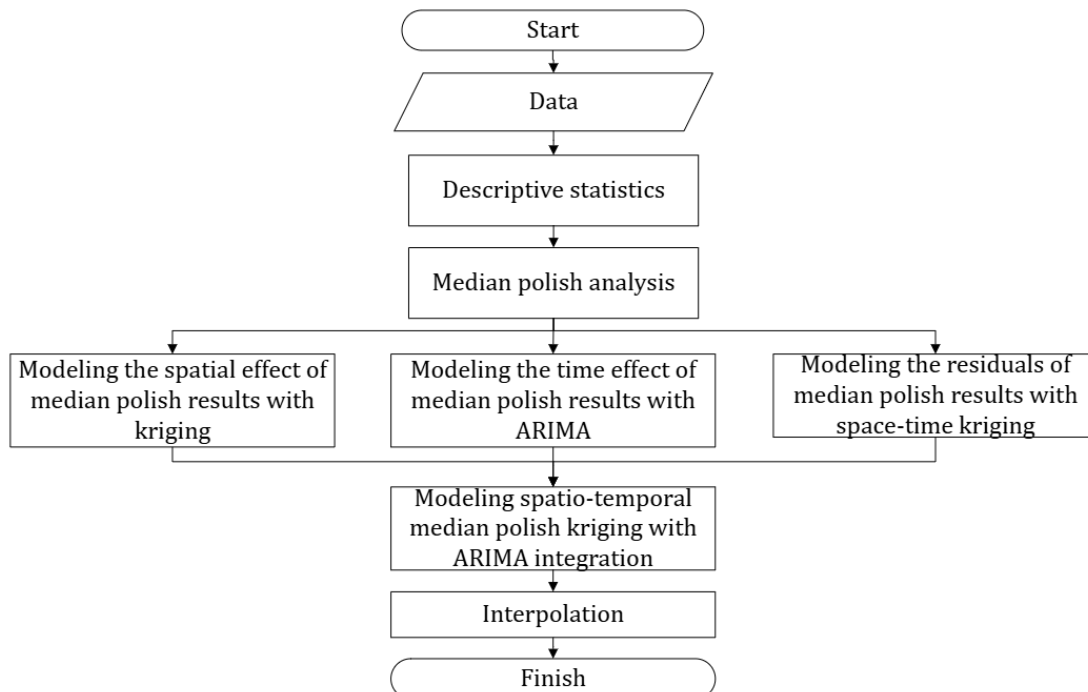 Start
Data
Descriptive statistics
Median polish analysis
Modeling the spatial effect of
median polish results with
kriging
Modeling the time effect of
median polish results with
ARIMA
Modeling the residuals of
median polish results with
space-time kriging
Modeling spatio-temporal
median polish kriging with
ARIMA integration
Interpolation
Finish